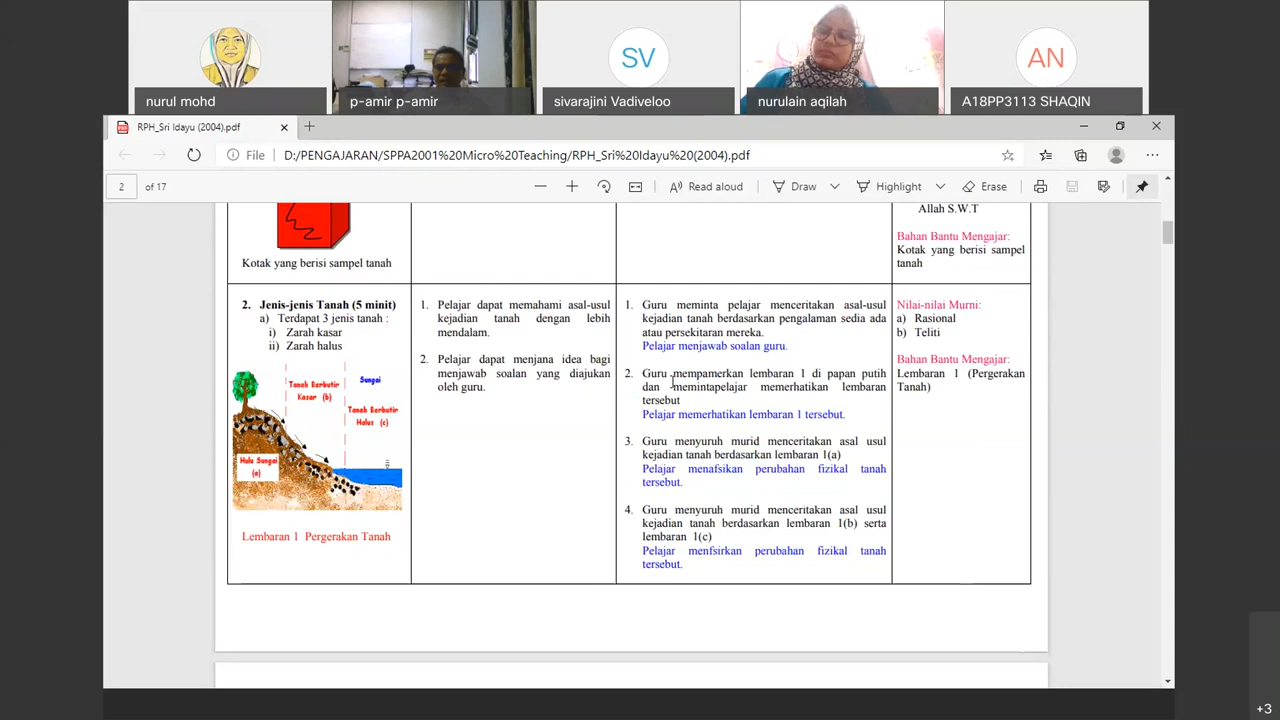 nurul mohd
p-amir p-amir
SV
sivarajini Vadiveloo
nurulain aqilah
AN
A18PP3113 SHAQIN
RPH_Sri Idayu (2004).pdf
File
D:/PENGAJARAN/SPPA2001%20Micro%20Teaching/RPH_Sri%20Idayu%20(2004).pdf
2 of 17
Read aloud
Draw
Highlight
Erase
Kotak yang berisi sampel tanah
Allah S.W.T
Bahan Bantu Mengajar:
Kotak yang berisi sampel
tanah
2. Jenis-jenis Tanah (5 minit)
a) Terdapat 3 jenis tanah :
i) Zarah kasar
ii) Zarah halus
Tanah Berbutir
Kasar (b)
Sungai
Tanah Berbutir
Halus (c)
Hulu Sungai
(a)
Lembaran 1 Pergerakan Tanah
1. Pelajar dapat memahami asal-usul
kejadian tanah dengan lebih
mendalam.
2. Pelajar dapat menjana idea bagi
menjawab soalan yang diajukan
oleh guru.
1. Guru meminta pelajar menceritakan asal-usul
kejadian tanah berdasarkan pengalaman sedia ada
atau persekitaran mereka.
Pelajar menjawab soalan guru.
2. Guru mempamerkan lembaran 1 di papan putih
dan memintapelajar memerhatikan lembaran
tersebut
Pelajar memerhatikan lembaran 1 tersebut.
3. Guru menyuruh murid menceritakan asal usul
kejadian tanah berdasarkan lembaran 1(a)
Pelajar menafsikan perubahan fizikal tanah
tersebut.
4. Guru menyuruh murid menceritakan asal usul
kejadian tanah berdasarkan lembaran 1(b) serta
lembaran 1(c)
Pelajar menfsirkan perubahan fizikal tanah
tersebut.
Nilai-nilai Murni:
a) Rasional
b) Teliti
Bahan Bantu Mengajar:
Lembaran 1 (Pergerakan
Tanah)
+3